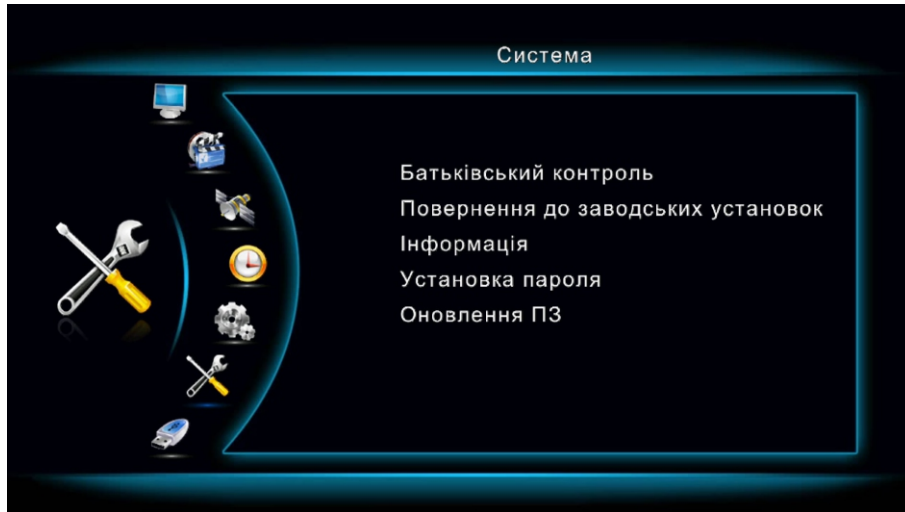 Система
Батьківський контроль
Повернення до заводських установок
Інформація
Установка пароля
Оновлення ПЗ